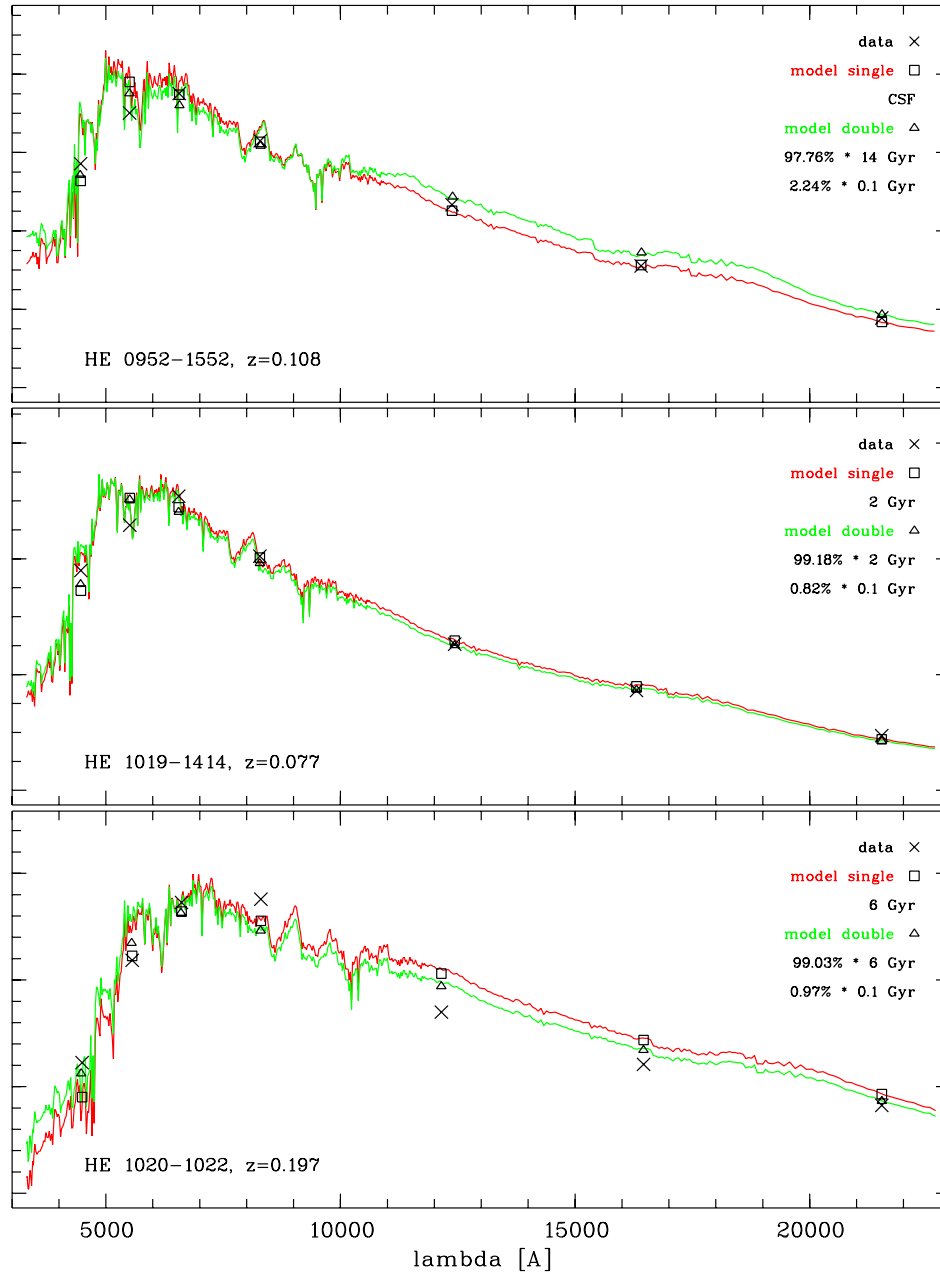 data ×
model single □
CSF
model double △
97.76% * 14 Gyr
2.24% * 0.1 Gyr
HE 0952−1552, z=0.108
data ×
model single □
2 Gyr
model double △
99.18% * 2 Gyr
0.82% * 0.1 Gyr
HE 1019−1414, z=0.077
data ×
model single □
6 Gyr
model double △
99.03% * 6 Gyr
0.97% * 0.1 Gyr
HE 1020−1022, z=0.197
5000 10000 15000 20000
lambda [A]